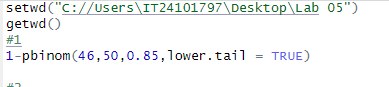 setwd("C://Users\IT24101797\Desktop\Lab 05")
getwd()
#1
1-pbinom(46,50,0.85,lower.tail = TRUE)